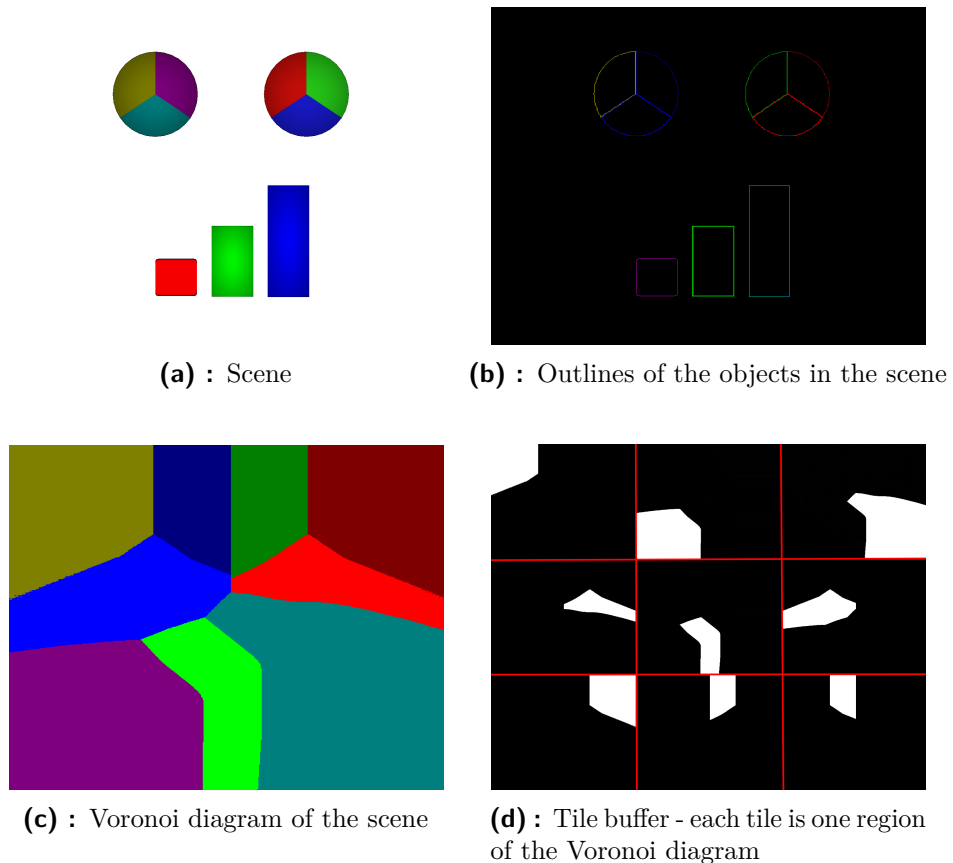 (a) : Scene
(b) : Outlines of the objects in the scene
(c) : Voronoi diagram of the scene
(d) : Tile buffer - each tile is one region
of the Voronoi diagram